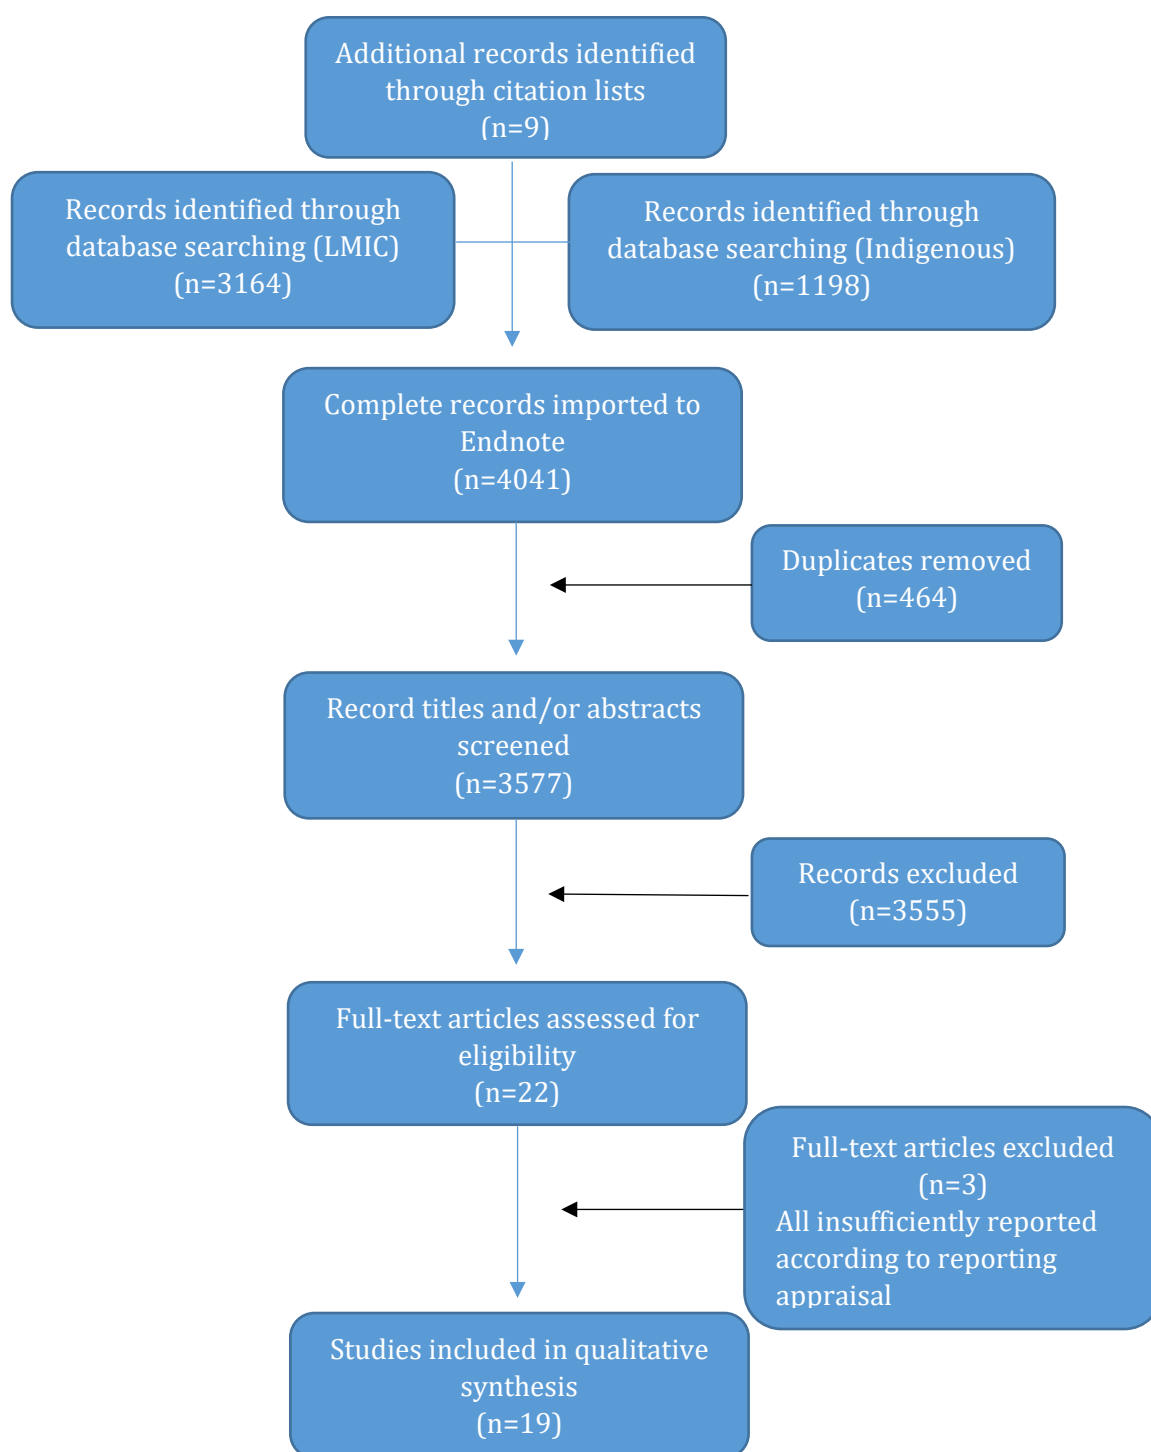 Additional records identified
through citation lists
(n=9)
Records identified through
database searching (LMIC)
(n=3164)
Records identified through
database searching (Indigenous)
(n=1198)
Complete records imported to
Endnote
(n=4041)
Duplicates removed
(n=464)
Record titles and/or abstracts
screened
(n=3577)
Records excluded
(n=3555)
Full-text articles assessed for
eligibility
(n=22)
Full-text articles excluded
(n=3)
All insufficiently reported
according to reporting
appraisal
Studies included in qualitative
synthesis
(n=19)